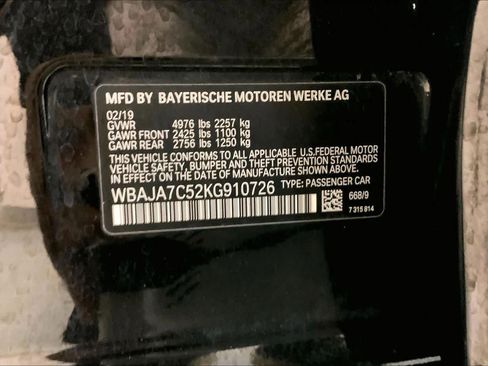 MFD BY BAYERISCHE MOTOREN WERKE AG
02/19
GVWR 4976 lbs 2257 kg
GAWR FRONT 2425 lbs 1100 kg
GAWR REAR 2756 lbs 1250 kg
THIS VEHICLE CONFORMS TO ALL APPLICABLE U.S.FEDERAL MOTOR
VEHICLE SAFETY, BUMPER AND THEFT PREVENTION STANDARDS IN
EFFECT ON THE DATE OF MANUFACTURE SHOWN ABOVE.
WBAJA7C52KG910726 TYPE: PASSENGER CAR
668/9
7 315 814